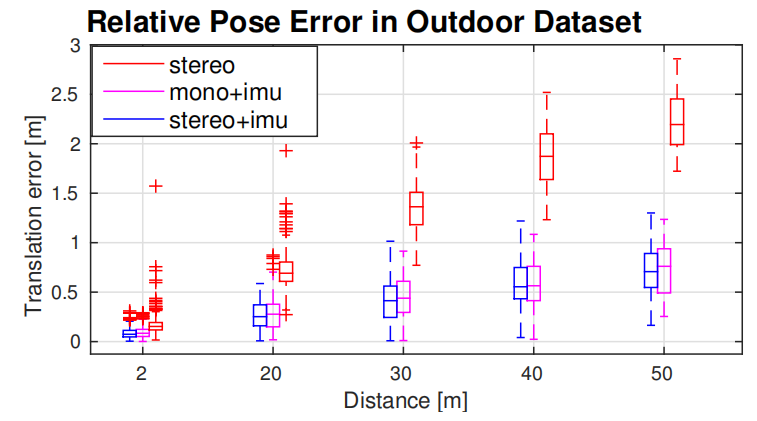 Relative Pose Error in Outdoor Dataset
3
2.5
2
1.5
1
0.5
0
Translation error [m]
stereo
mono+imu
stereo+imu
2 20 30 40 50
Distance [m]